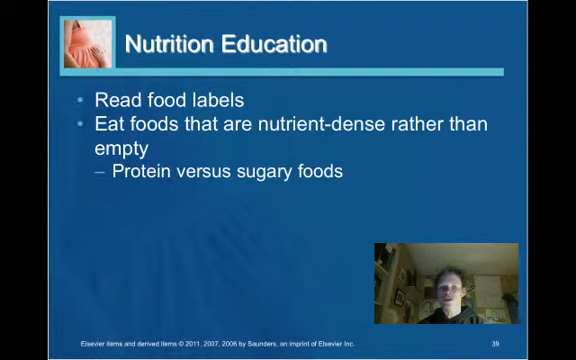 Nutrition Education
• Read food labels
• Eat foods that are nutrient-dense rather than
empty
– Protein versus sugary foods
Elsevier items and derived items © 2011, 2007, 2006 by Saunders, an imprint of Elsevier Inc.
39